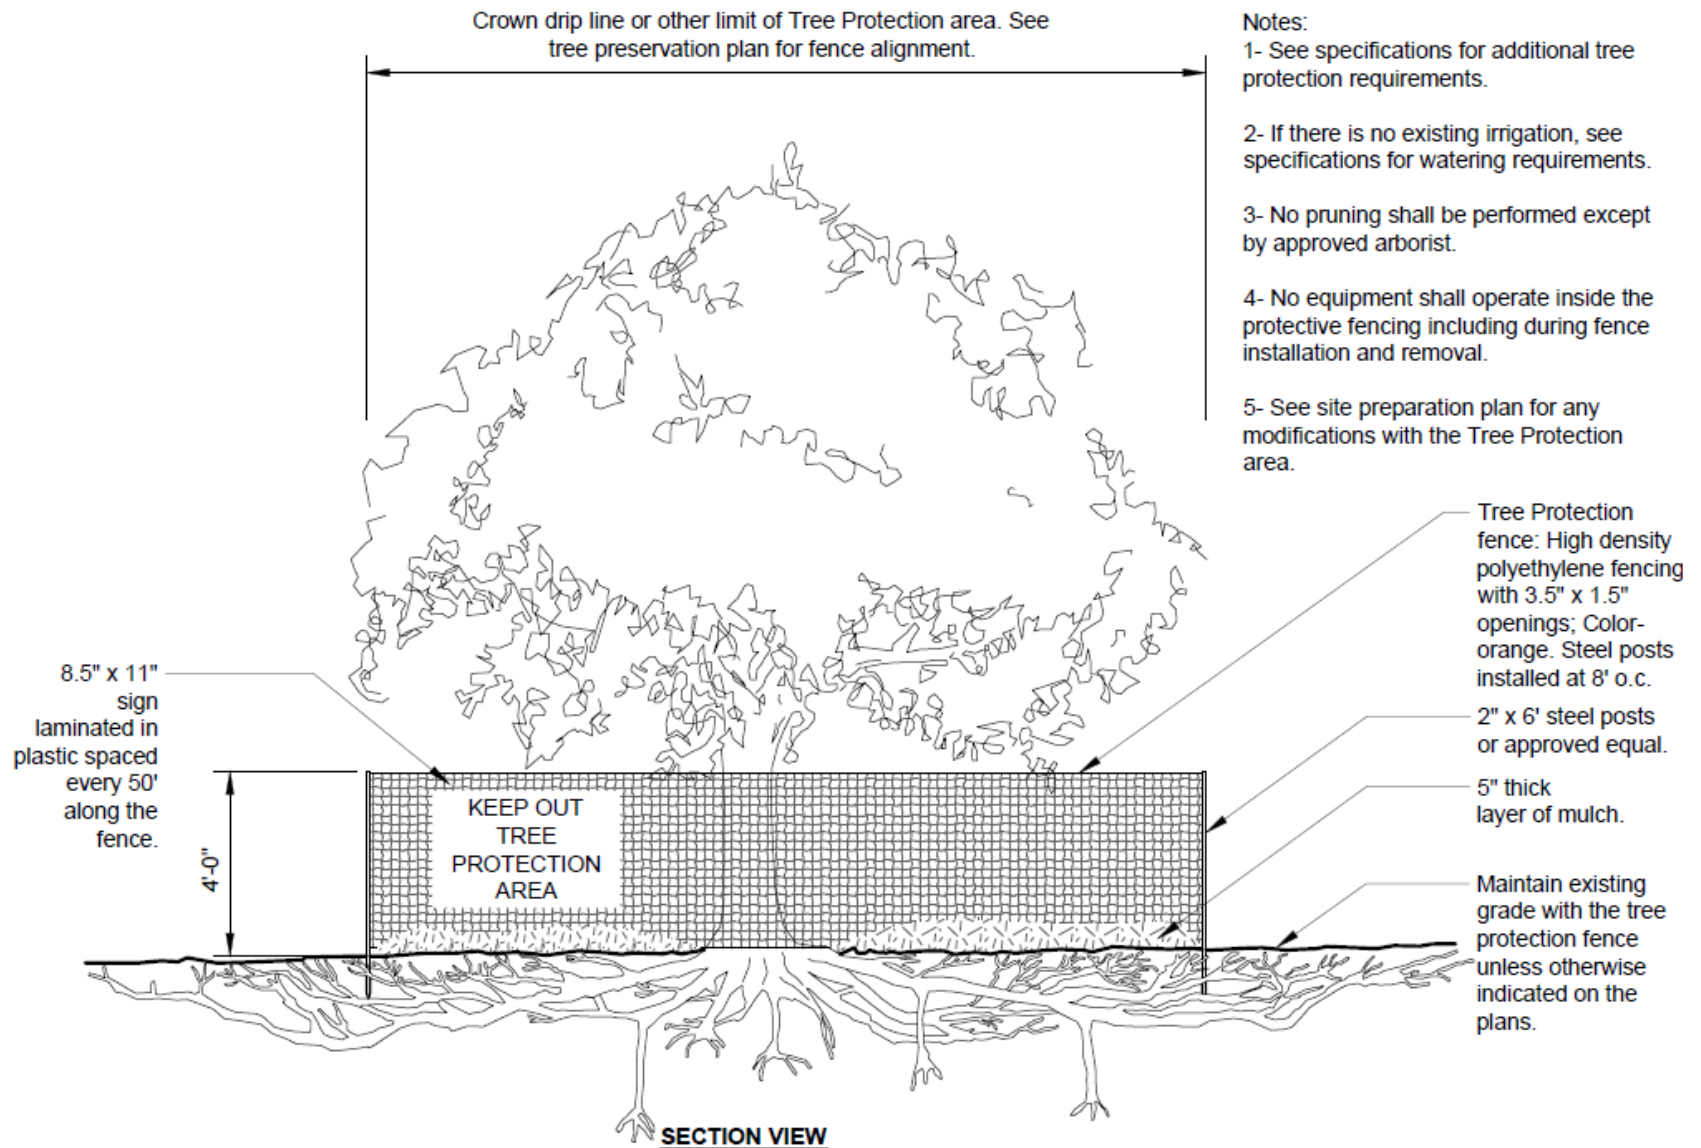 Crown drip line or other limit of Tree Protection area. See
tree preservation plan for fence alignment.
Notes:
1- See specifications for additional tree
protection requirements.
2- If there is no existing irrigation, see
specifications for watering requirements.
3- No pruning shall be performed except
by approved arborist.
4- No equipment shall operate inside the
protective fencing including during fence
installation and removal.
5- See site preparation plan for any
modifications with the Tree Protection
area.
Tree Protection
fence: High density
polyethylene fencing
with 3.5" x 1.5"
openings; Color-
orange. Steel posts
installed at 8' o.c.
2" x 6' steel posts
or approved equal.
5" thick
layer of mulch.
Maintain existing
grade with the tree
protection fence
unless otherwise
indicated on the
plans.
8.5" x 11"
sign
laminated in
plastic spaced
every 50'
along the
fence.
4'-0"
KEEP OUT
TREE
PROTECTION
AREA
SECTION VIEW